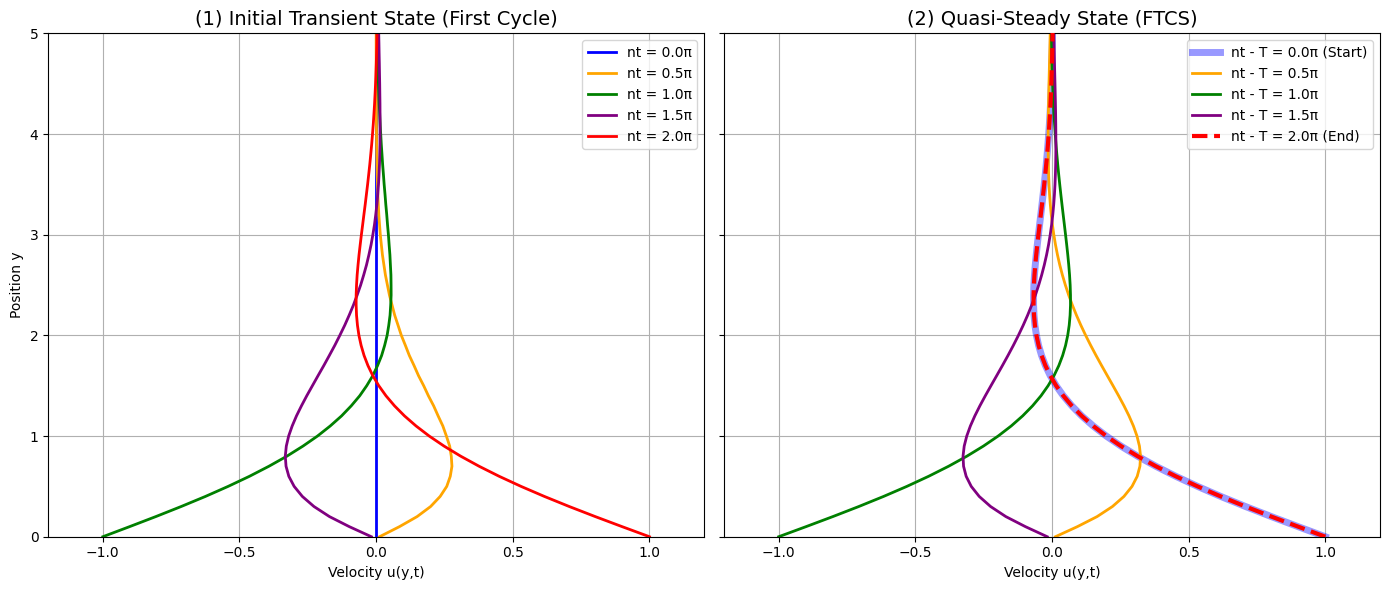 (1) Initial Transient State (First Cycle)
nt = 0.0π
nt = 0.5π
nt = 1.0π
nt = 1.5π
nt = 2.0π
Position y
5
4
3
2
1
0
−1.0
−0.5
0.0
0.5
1.0
Velocity u(y,t)
(2) Quasi-Steady State (FTCS)
nt - T = 0.0π (Start)
nt - T = 0.5π
nt - T = 1.0π
nt - T = 1.5π
nt - T = 2.0π (End)
−1.0
−0.5
0.0
0.5
1.0
Velocity u(y,t)